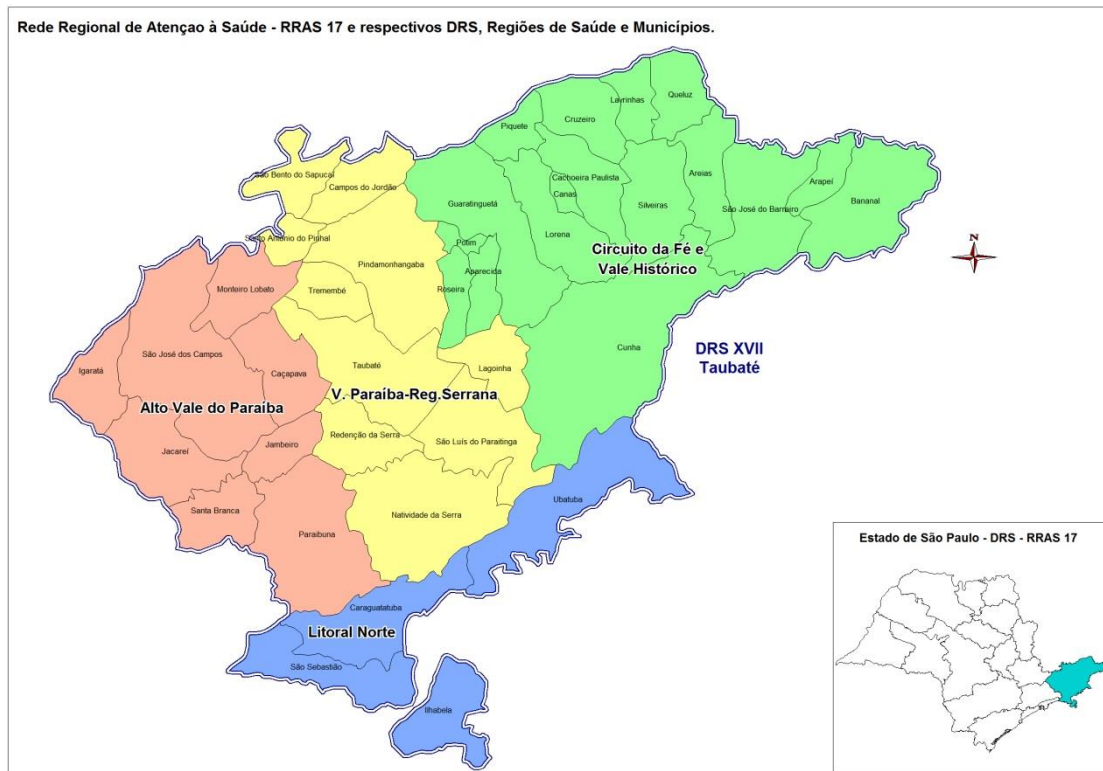 Rede Regional de Atençao à Saúde - RRAS 17 e respectivos DRS, Regiões de Saúde e Municípios.
Lavrinhas
Queluz
Piquete
Cruzeiro
São Bento do Sapucaí
Campos do Jordão
Cachoeira Paulista
Canas
Areias
Arapeí
Bananal
Guaratinguetá
Silveiras
São José do Barreiro
Lorena
Santo Antônio do Pinhal
Potim
Circuito da Fé e
Vale Histórico
N
Pindamonhangaba
Aparecida
Monteiro Lobato
Tremembé
Roseira
Cunha
DRS XVII
Taubaté
São José dos Campos
Igaratá
Caçapava
Taubaté
Lagoinha
V. Paraíba-Reg.Serrana
Alto Vale do Paraíba
Redenção da Serra
São Luís do Paraitinga
Jambeiro
Jacareí
Ubatuba
Santa Branca
Natividade da Serra
Paraibuna
Estado de São Paulo - DRS - RRAS 17
Caraguatatuba
Litoral Norte
São Sebastião
Ilhabela